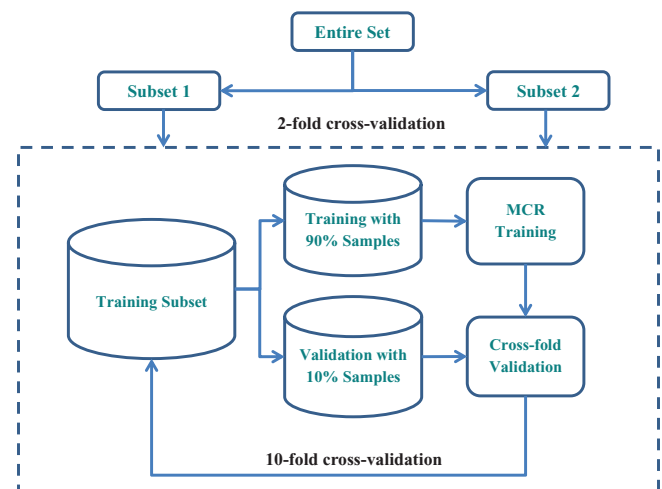 Entire Set
Subset 1
Subset 2
2-fold cross-validation
Training with
90% Samples
MCR
Training
Training Subset
Validation with
10% Samples
Cross-fold
Validation
10-fold cross-validation